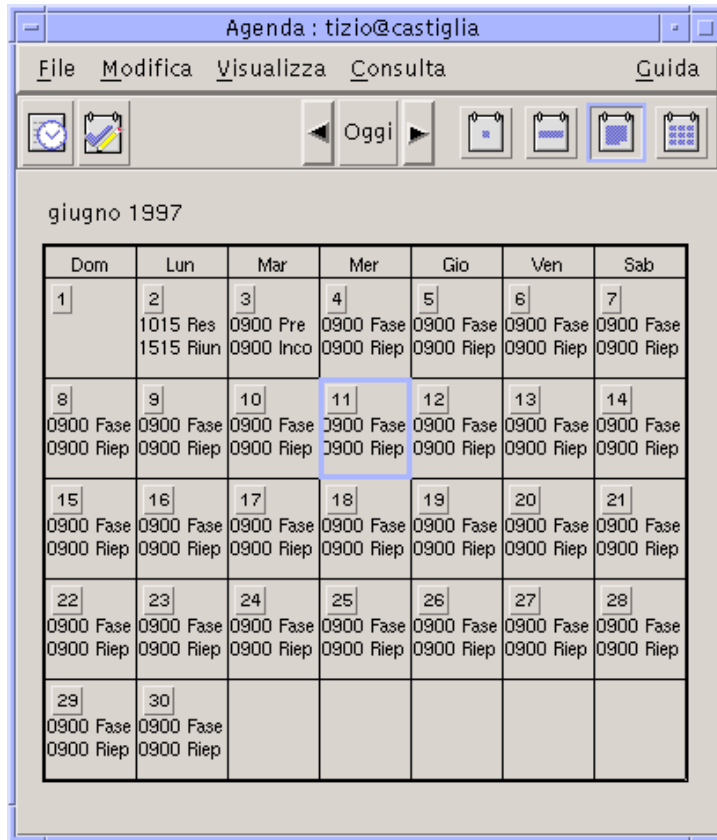 Agenda : tizio@castiglia
File Modifica Visualizza Consulta Guida
Oggi
giugno 1997
Dom Lun Mar Mer Gio Ven Sab
1 2 3 4 5 6 7
1015 Res 0900 Pre 0900 Fase 0900 Fase 0900 Fase 0900 Fase
1515 Riun 0900 Inco 0900 Riep 0900 Riep 0900 Riep 0900 Riep
8 9 10 11 12 13 14
0900 Fase 0900 Fase 0900 Fase 0900 Fase 0900 Fase 0900 Fase 0900 Fase
0900 Riep 0900 Riep 0900 Riep 0900 Riep 0900 Riep 0900 Riep 0900 Riep
15 16 17 18 19 20 21
0900 Fase 0900 Fase 0900 Fase 0900 Fase 0900 Fase 0900 Fase 0900 Fase
0900 Riep 0900 Riep 0900 Riep 0900 Riep 0900 Riep 0900 Riep 0900 Riep
22 23 24 25 26 27 28
0900 Fase 0900 Fase 0900 Fase 0900 Fase 0900 Fase 0900 Fase 0900 Fase
0900 Riep 0900 Riep 0900 Riep 0900 Riep 0900 Riep 0900 Riep 0900 Riep
29 30
0900 Fase 0900 Fase
0900 Riep 0900 Riep